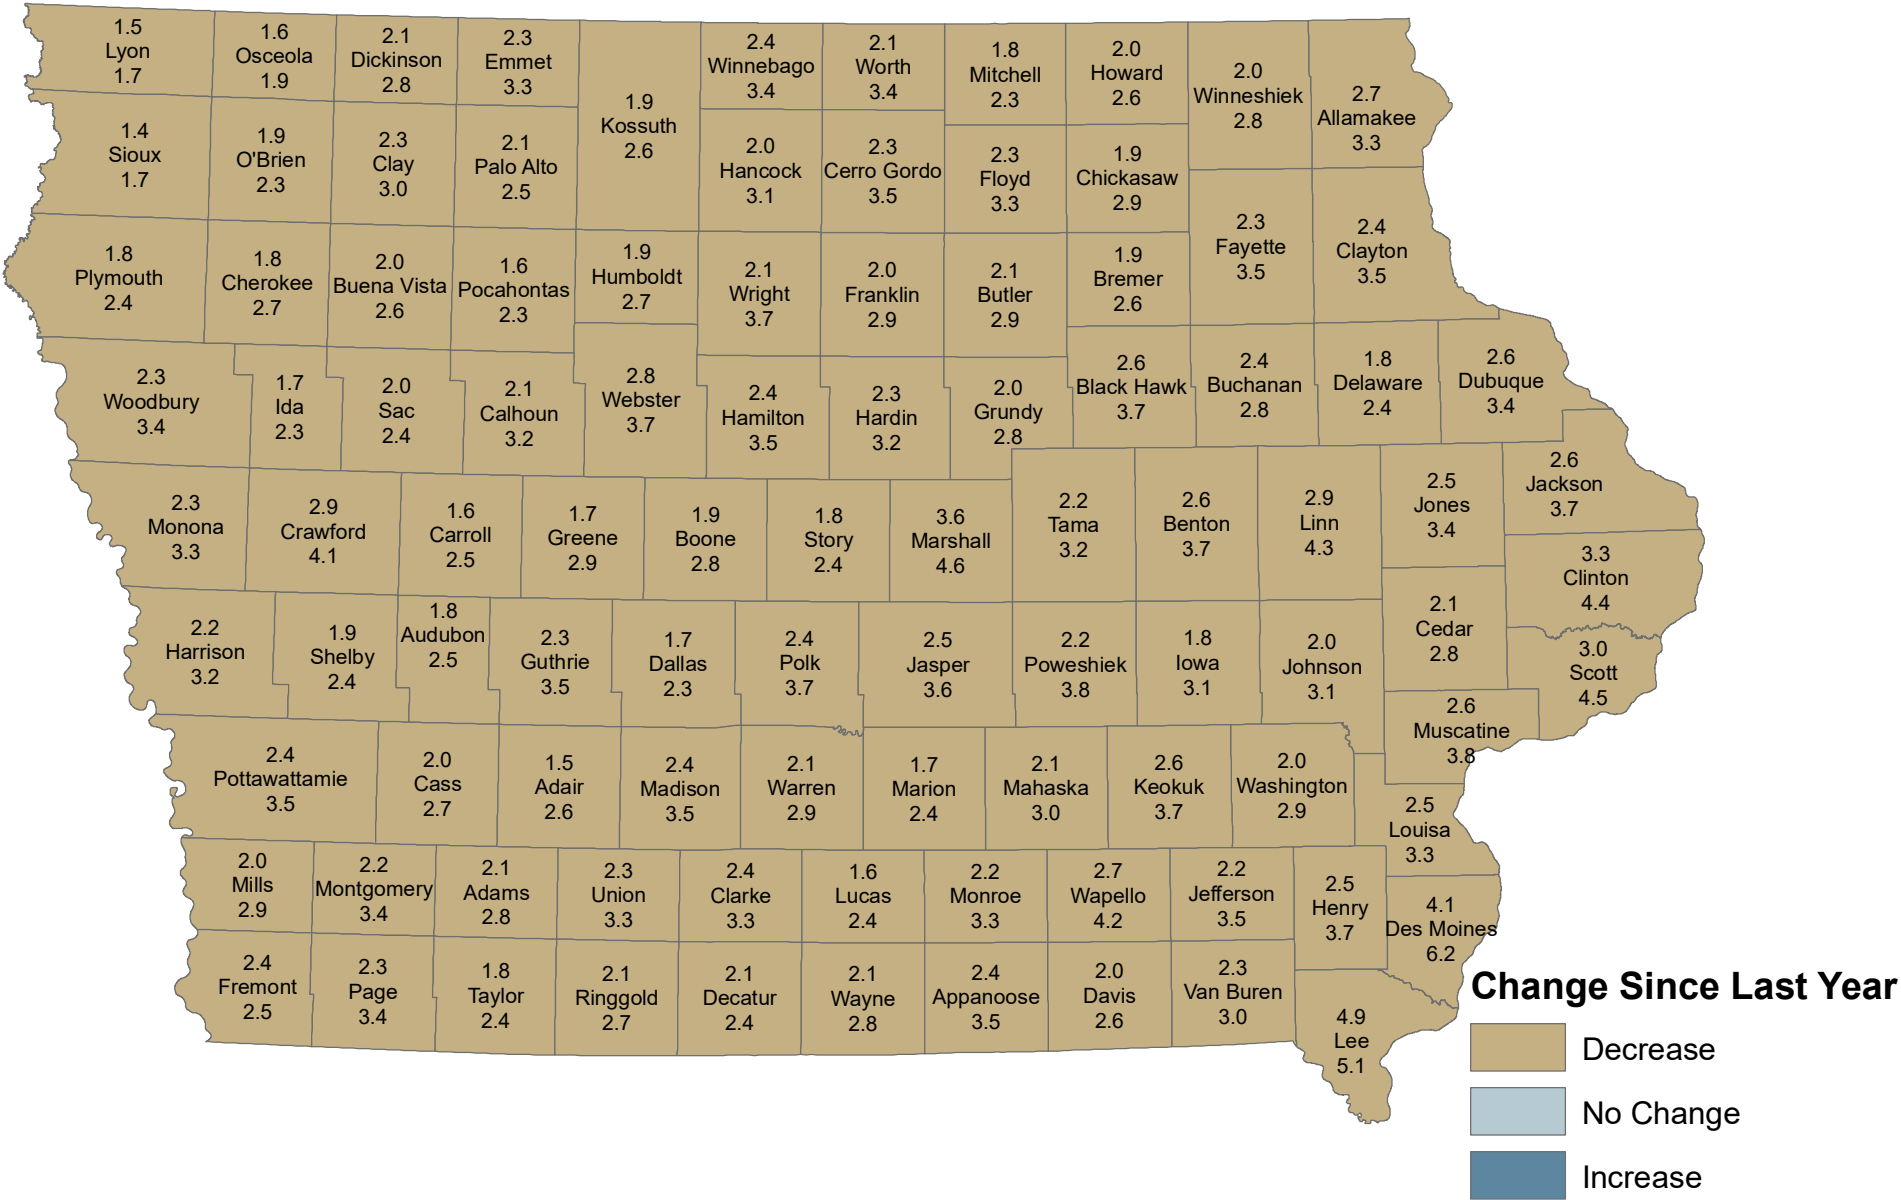 1.5
Lyon
1.7
1.6
Osceola
1.9
2.1
Dickinson
2.8
2.3
Emmet
3.3
1.9
Kossuth
2.6
2.4
Winnebago
3.4
2.1
Worth
3.4
1.8
Mitchell
2.3
2.0
Howard
2.6
2.0
Winneshiek
2.8
2.7
Allamakee
3.3
1.4
Sioux
1.7
1.9
O'Brien
2.3
2.3
Clay
3.0
2.1
Palo Alto
2.5
2.0
Hancock
3.1
2.3
Cerro Gordo
3.5
2.3
Floyd
3.3
1.9
Chickasaw
2.9
1.8
Plymouth
2.4
1.8
Cherokee
2.7
2.0
Buena Vista
2.6
1.6
Pocahontas
2.3
1.9
Humboldt
2.7
2.1
Wright
3.7
2.0
Franklin
2.9
2.1
Butler
2.9
1.9
Bremer
2.6
2.3
Fayette
3.5
2.4
Clayton
3.5
2.3
Woodbury
3.4
1.7
Ida
2.3
2.0
Sac
2.4
2.1
Calhoun
3.2
2.8
Webster
3.7
2.4
Hamilton
3.5
2.3
Hardin
3.2
2.0
Grundy
2.8
2.6
Black Hawk
3.7
2.4
Buchanan
2.8
1.8
Delaware
2.4
2.6
Dubuque
3.4
2.3
Monona
3.3
2.9
Crawford
4.1
1.6
Carroll
2.5
1.7
Greene
2.9
1.9
Boone
2.8
1.8
Story
2.4
3.6
Marshall
4.6
2.2
Tama
3.2
2.6
Benton
3.7
2.9
Linn
4.3
2.5
Jones
3.4
2.6
Jackson
3.7
3.3
Clinton
4.4
2.2
Harrison
3.2
1.9
Shelby
2.4
1.8
Audubon
2.5
2.3
Guthrie
3.5
1.7
Dallas
2.3
2.4
Polk
3.7
2.5
Jasper
3.6
2.2
Poweshiek
3.8
1.8
Iowa
3.1
2.0
Johnson
3.1
2.1
Cedar
2.8
3.0
Scott
4.5
2.6
Muscatine
3.8
2.4
Pottawattamie
3.5
2.0
Cass
2.7
1.5
Adair
2.6
2.4
Madison
3.5
2.1
Warren
2.9
1.7
Marion
2.4
2.1
Mahaska
3.0
2.6
Keokuk
3.7
2.0
Washington
2.9
2.5
Louisa
3.3
2.0
Mills
2.9
2.2
Montgomery
3.4
2.1
Adams
2.8
2.3
Union
3.3
2.4
Clarke
3.3
1.6
Lucas
2.4
2.2
Monroe
3.3
2.7
Wapello
4.2
2.2
Jefferson
3.5
2.5
Henry
3.7
4.1
Des Moines
6.2
2.4
Fremont
2.5
2.3
Page
3.4
1.8
Taylor
2.4
2.1
Ringgold
2.7
2.1
Decatur
2.4
2.1
Wayne
2.8
2.4
Appanoose
3.5
2.0
Davis
2.6
2.3
Van Buren
3.0
4.9
Lee
5.1
Change Since Last Year
Decrease
No Change
Increase